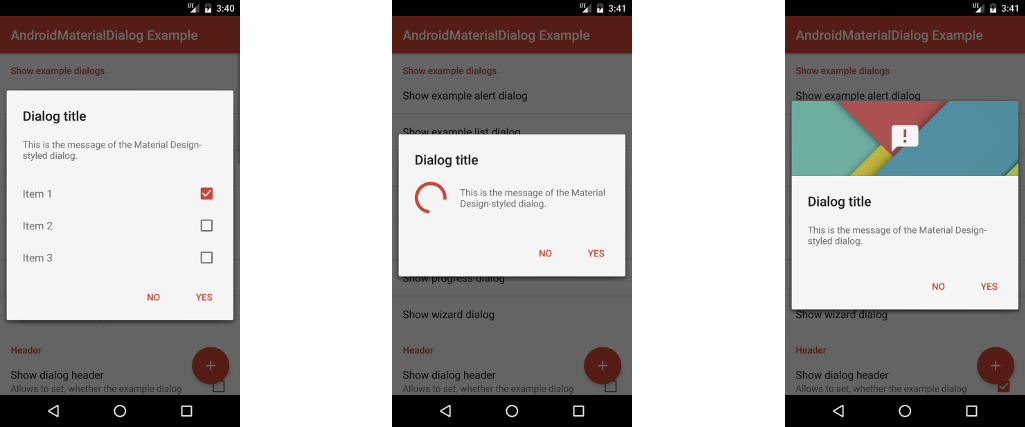 LTE 3:40
AndroidMaterialDialog Example
Show example dialogs
Dialog title
This is the message of the Material Design-
styled dialog.
Item 1
Item 2
Item 3
NO YES
Header
Show dialog header
Allows to set, whether the example dialog
LTE 3:41
AndroidMaterialDialog Example
Show example dialogs
Show example alert dialog
Show example list dialog
Dialog title
This is the message of the Material
Design-styled dialog.
NO YES
Show progress dialog
Show wizard dialog
Header
Show dialog header
Allows to set, whether the example dialog
LTE 3:41
AndroidMaterialDialog Example
Show example dialogs
Show example alert dialog
Dialog title
This is the message of the Material Design-
styled dialog.
NO YES
Show wizard dialog
Header
Show dialog header
Allows to set, whether the example dialog